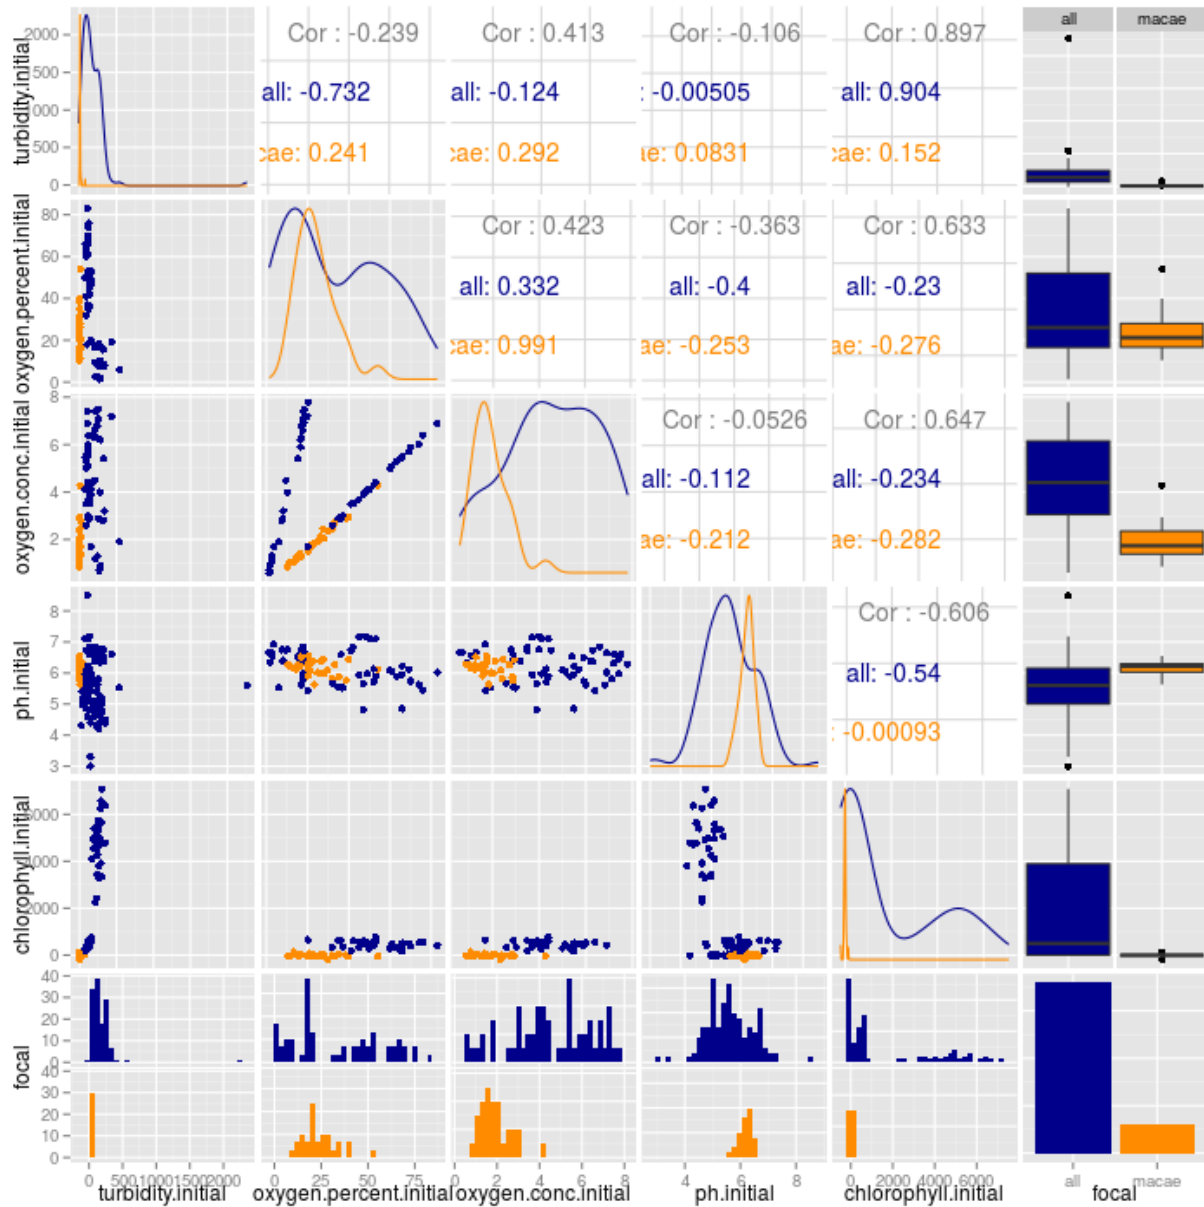 all macae
turbidity.initial
2000
1500
1000
500
0
Cor : -0.239
all: -0.732
cae: 0.241
Cor : 0.413
all: -0.124
cae: 0.292
Cor : -0.106
: -0.00505
ae: 0.0831
Cor : 0.897
all: 0.904
cae: 0.152
oxygen.percent.initial
80
60
40
20
0
Cor : 0.423
all: 0.332
cae: 0.991
Cor : -0.363
all: -0.4
ae: -0.253
Cor : 0.633
all: -0.23
ae: -0.276
oxygen.conc.initial
8
6
4
2
Cor : -0.0526
all: -0.112
ae: -0.212
Cor : 0.647
all: -0.234
ae: -0.282
ph.initial
8
7
6
5
4
3
Cor : -0.606
all: -0.54
: -0.00093
chlorophyll.initial
6000
4000
2000
0
focal
40
30
20
10
0
40
30
20
10
0
0 500 1000 1500 2000
turbidity.initial
0 25 50 75
oxygen.percent.initial
0 2 4 6 8
oxygen.conc.initial
4 6 8
ph.initial
0 2000 4000 6000
chlorophyll.initial
all macae
focal